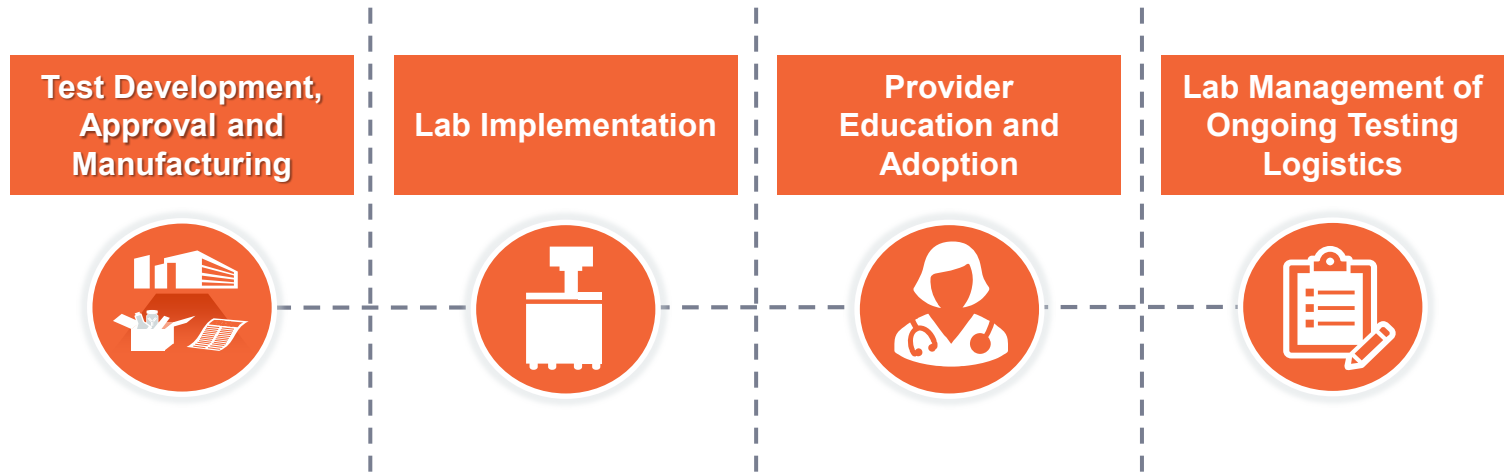 Test Development,
Approval and
Manufacturing
Lab Implementation
Provider
Education and
Adoption
Lab Management of
Ongoing Testing
Logistics